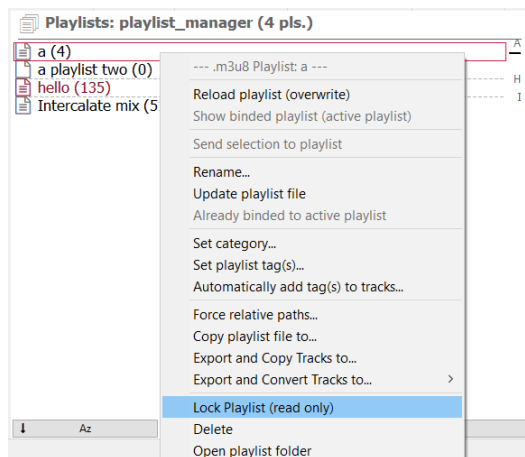 Playlists: playlist_manager (4 pls.)
a (4)
A
a playlist two (0)
H
hello (135)
I
Intercalate mix (5
--- .m3u8 Playlist: a ---
Reload playlist (overwrite)
Show binded playlist (active playlist)
Send selection to playlist
Rename...
Update playlist file
Already binded to active playlist
Set category...
Set playlist tag(s)...
Automatically add tag(s) to tracks...
Force relative paths...
Copy playlist file to...
Export and Copy Tracks to...
Export and Convert Tracks to...
Lock Playlist (read only)
Delete
Open playlist folder
Az